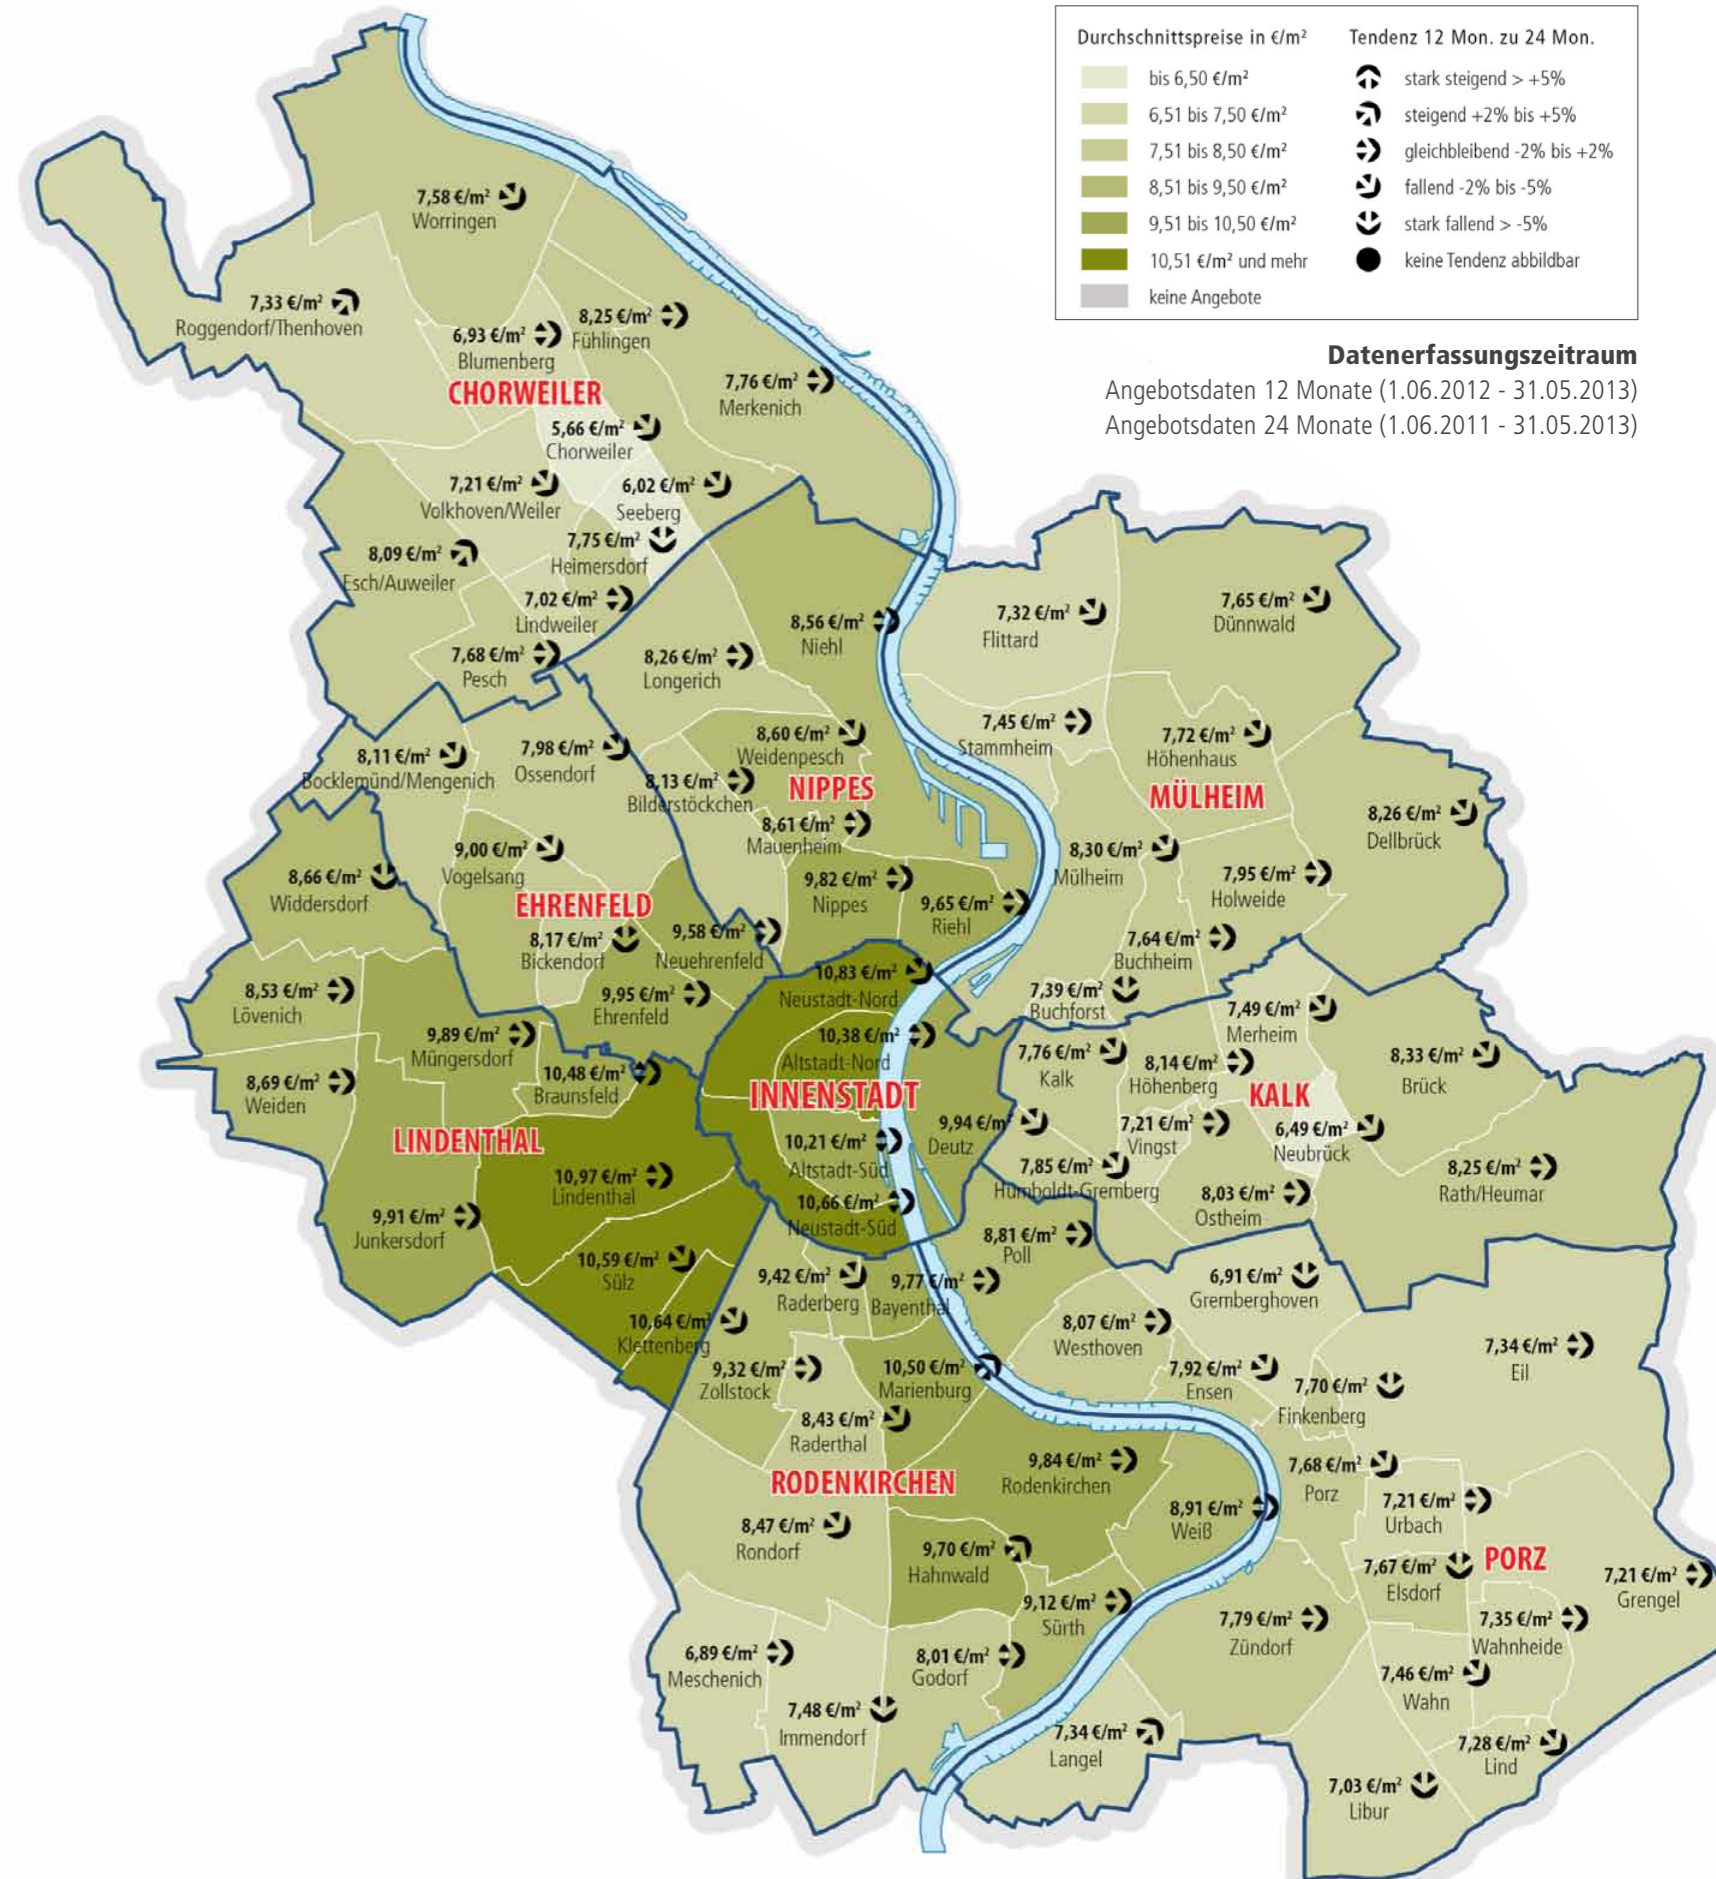 Durchschnittspreise in €/m²
bis 6,50 €/m²
6,51 bis 7,50 €/m²
7,51 bis 8,50 €/m²
8,51 bis 9,50 €/m²
9,51 bis 10,50 €/m²
10,51 €/m² und mehr
keine Angebote
Tendenz 12 Mon. zu 24 Mon.
stark steigend > +5%
steigend +2% bis +5%
gleichbleibend -2% bis +2%
fallend -2% bis -5%
stark fallend > -5%
keine Tendenz abbildbar
Datenerfassungszeitraum
Angebotsdaten 12 Monate (1.06.2012 - 31.05.2013)
Angebotsdaten 24 Monate (1.06.2011 - 31.05.2013)
7,58 €/m²
Worringen
7,33 €/m²
Roggendorf/Thenhoven
6,93 €/m²
Blumenberg
8,25 €/m²
Fühlingen
CHORWEILER
7,76 €/m²
Merkenich
5,66 €/m²
Chorweiler
7,21 €/m²
Volkhoven/Weiler
6,02 €/m²
Seeberg
8,09 €/m²
Esch/Auweiler
7,75 €/m²
Heimersdorf
7,02 €/m²
Lindweiler
7,68 €/m²
Pesch
8,56 €/m²
Niehl
8,26 €/m²
Longerich
8,60 €/m²
Weidenpesch
8,13 €/m²
Bilderstöckchen
NIPPES
8,61 €/m²
Mauenheim
9,82 €/m²
Nippes
9,65 €/m²
Riehl
8,11 €/m²
Bocklemünd/Mengenich
7,98 €/m²
Ossendorf
9,00 €/m²
Vogelsang
EHRENFELD
8,17 €/m²
Bickendorf
9,58 €/m²
Neuehrenfeld
9,95 €/m²
Ehrenfeld
7,32 €/m²
Flittard
7,65 €/m²
Dünnwald
7,45 €/m²
Stammheim
7,72 €/m²
Höhenhaus
MÜLHEIM
8,26 €/m²
Dellbrück
8,30 €/m²
Mülheim
7,95 €/m²
Holweide
7,64 €/m²
Buchheim
7,39 €/m²
Buchforst
8,66 €/m²
Widdersdorf
8,53 €/m²
Lövenich
9,89 €/m²
Müngersdorf
8,69 €/m²
Weiden
10,48 €/m²
Braunsfeld
LINDENTHAL
10,97 €/m²
Lindenthal
9,91 €/m²
Junkersdorf
10,59 €/m²
Sülz
10,64 €/m²
Klettenberg
10,83 €/m²
Neustadt-Nord
10,38 €/m²
Altstadt-Nord
INNENSTADT
10,21 €/m²
Altstadt-Süd
9,94 €/m²
Deutz
10,66 €/m²
Neustadt-Süd
7,49 €/m²
Merheim
7,76 €/m²
Kalk
8,14 €/m²
Höhenberg
8,33 €/m²
Brück
KALK
7,21 €/m²
Vingst
6,49 €/m²
Neubrück
7,85 €/m²
Humboldt-Gremberg
8,03 €/m²
Ostheim
8,25 €/m²
Rath/Heumar
9,42 €/m²
Raderberg
9,77 €/m²
Bayenthal
9,32 €/m²
Zollstock
10,50 €/m²
Marienburg
8,43 €/m²
Raderthal
RODENKIRCHEN
9,84 €/m²
Rodenkirchen
8,91 €/m²
Weiß
8,47 €/m²
Rondorf
9,70 €/m²
Hahnwald
9,12 €/m²
Sürth
6,89 €/m²
Meschenich
8,01 €/m²
Godorf
7,48 €/m²
Immendorf
8,81 €/m²
Poll
6,91 €/m²
Gremberghoven
8,07 €/m²
Westhoven
7,34 €/m²
Eil
7,92 €/m²
Ensen
7,70 €/m²
Finkenberg
7,68 €/m²
Porz
7,21 €/m²
Urbach
PORZ
7,67 €/m²
Elsdorf
7,21 €/m²
Grengel
7,79 €/m²
Zündorf
7,35 €/m²
Wahnheide
7,46 €/m²
Wahn
7,34 €/m²
Langel
7,28 €/m²
Lind
7,03 €/m²
Libur